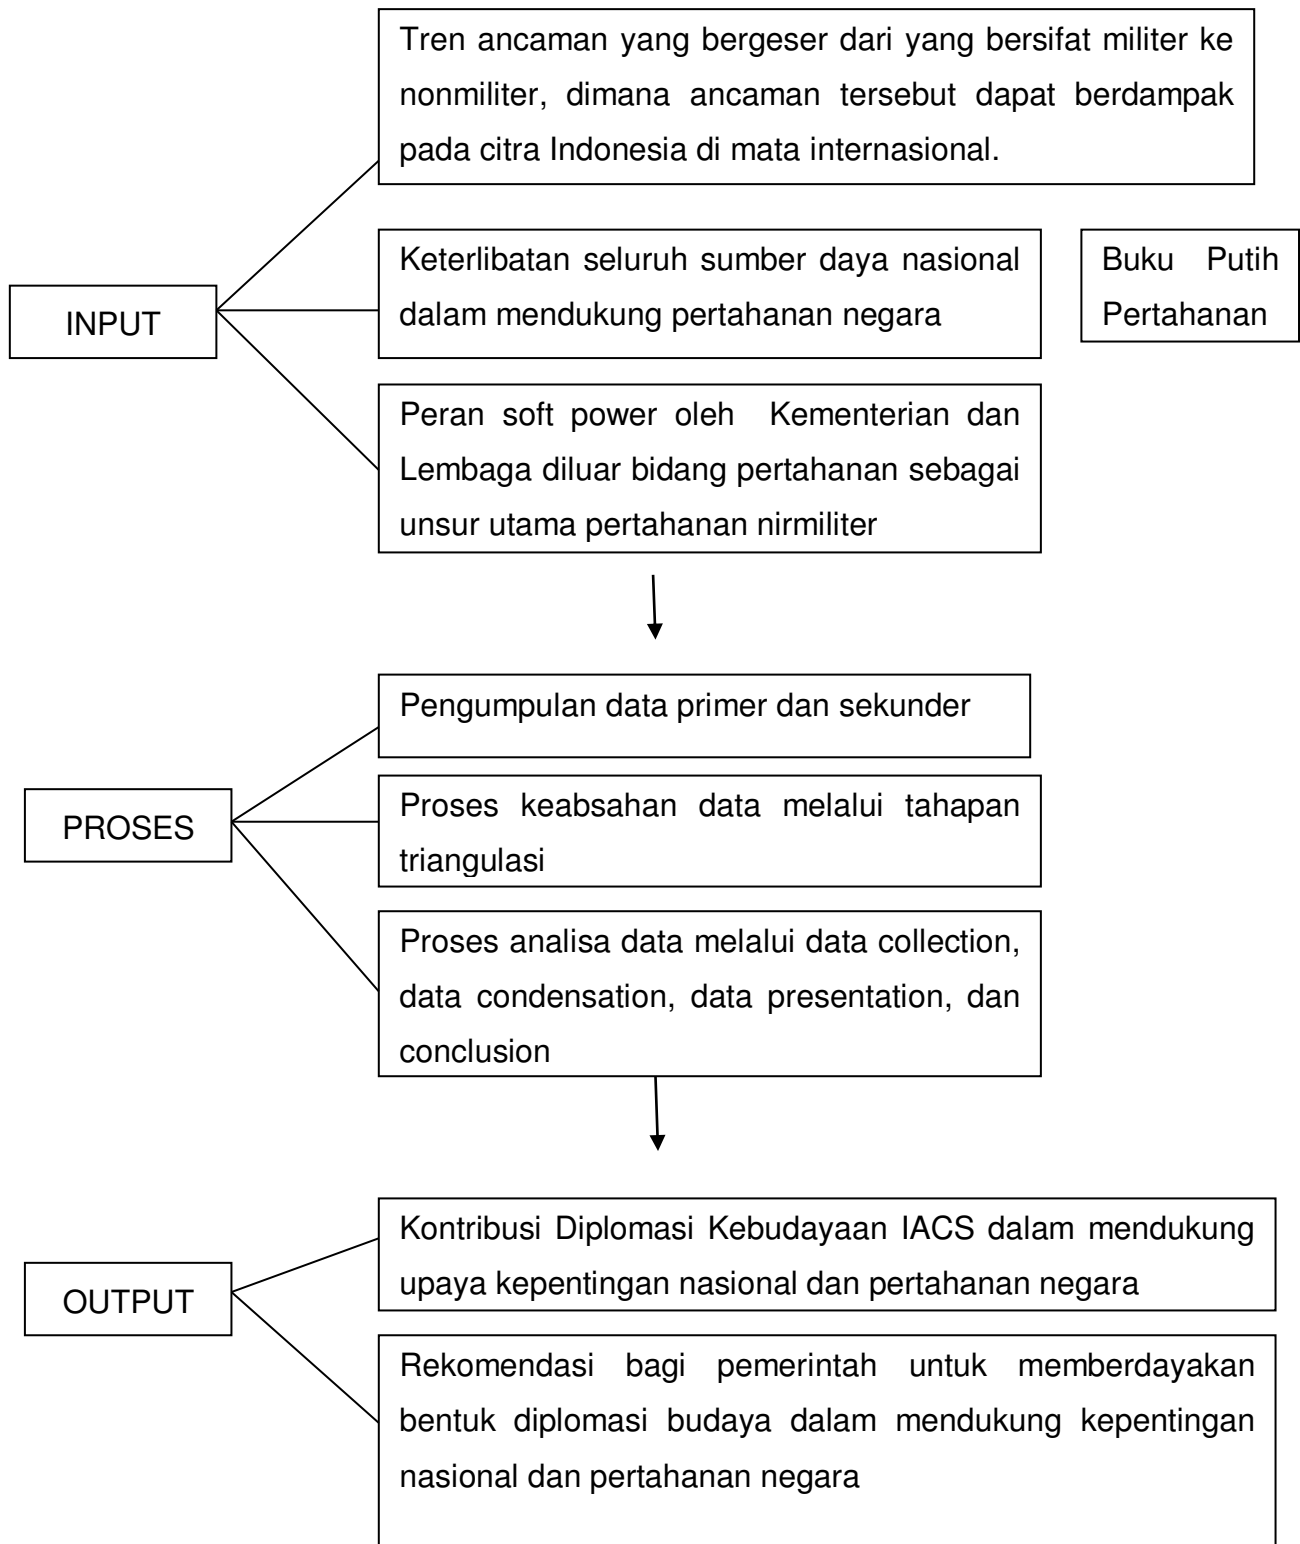 Tren ancaman yang bergeser dari yang bersifat militer ke
nonmiliter, dimana ancaman tersebut dapat berdampak
pada citra Indonesia di mata internasional.
INPUT
Keterlibatan seluruh sumber daya nasional
dalam mendukung pertahanan negara
Buku Putih
Pertahanan
Peran soft power oleh Kementerian dan
Lembaga diluar bidang pertahanan sebagai
unsur utama pertahanan nirmiliter
PROSES
Pengumpulan data primer dan sekunder
Proses keabsahan data melalui tahapan
triangulasi
Proses analisa data melalui data collection,
data condensation, data presentation, dan
conclusion
OUTPUT
Kontribusi Diplomasi Kebudayaan IACS dalam mendukung
upaya kepentingan nasional dan pertahanan negara
Rekomendasi bagi pemerintah untuk memberdayakan
bentuk diplomasi budaya dalam mendukung kepentingan
nasional dan pertahanan negara